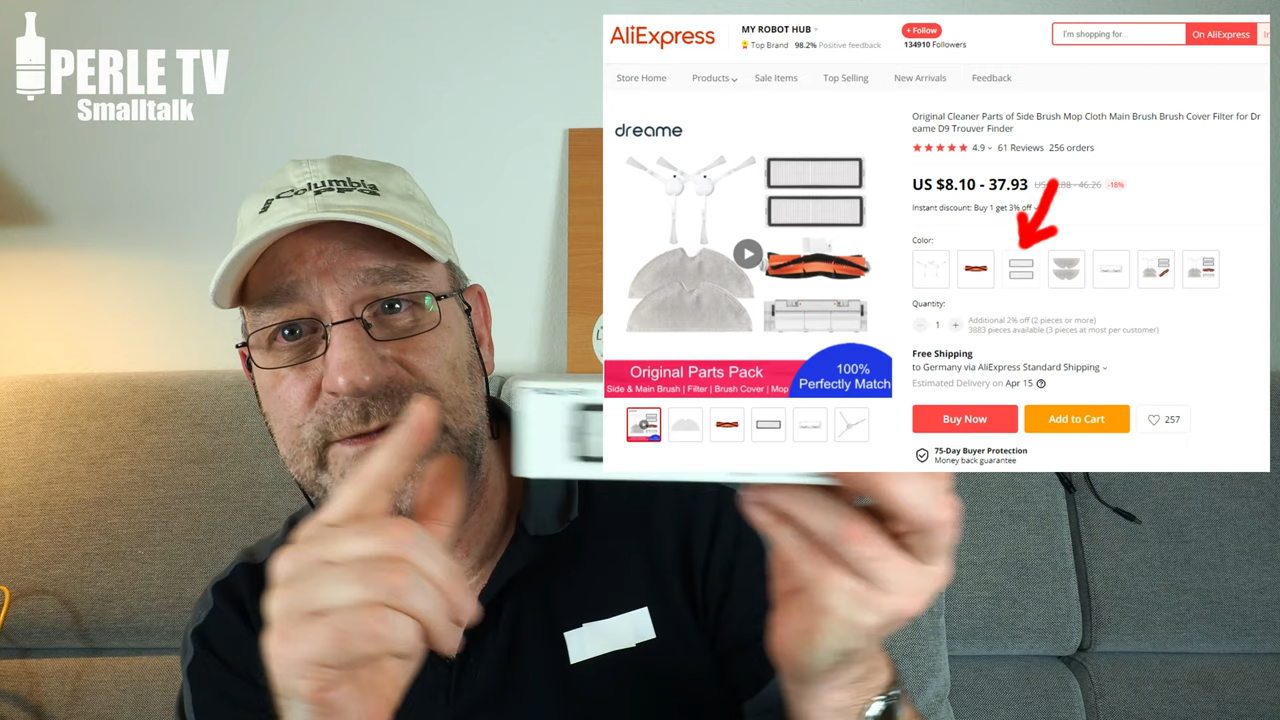 PERLE TV
Smalltalk
Columbia
PFG
AliExpress
MY ROBOT HUB
Top Brand 98.2% Positive feedback
+ Follow
134910 Followers
I'm shopping for...
On AliExpress
Store Home Products Sale Items Top Selling New Arrivals Feedback
dreame
Original Parts Pack
Side & Main Brush | Filter | Brush Cover | Mop
100%
Perfectly Match
Original Cleaner Parts of Side Brush Mop Cloth Main Brush Brush Cover Filter for Dr
eame D9 Trouver Finder
4.9 61 Reviews 256 orders
US $8.10 - 37.93 - 46.26 -18%
Instant discount: Buy 1 get 3% off
Color:
Quantity:
- 1 + Additional 2% off (2 pieces or more)
3883 pieces available (3 pieces at most per customer)
Free Shipping
to Germany via AliExpress Standard Shipping
Estimated Delivery on Apr 15
Buy Now Add to Cart 257
75-Day Buyer Protection
Money back guarantee